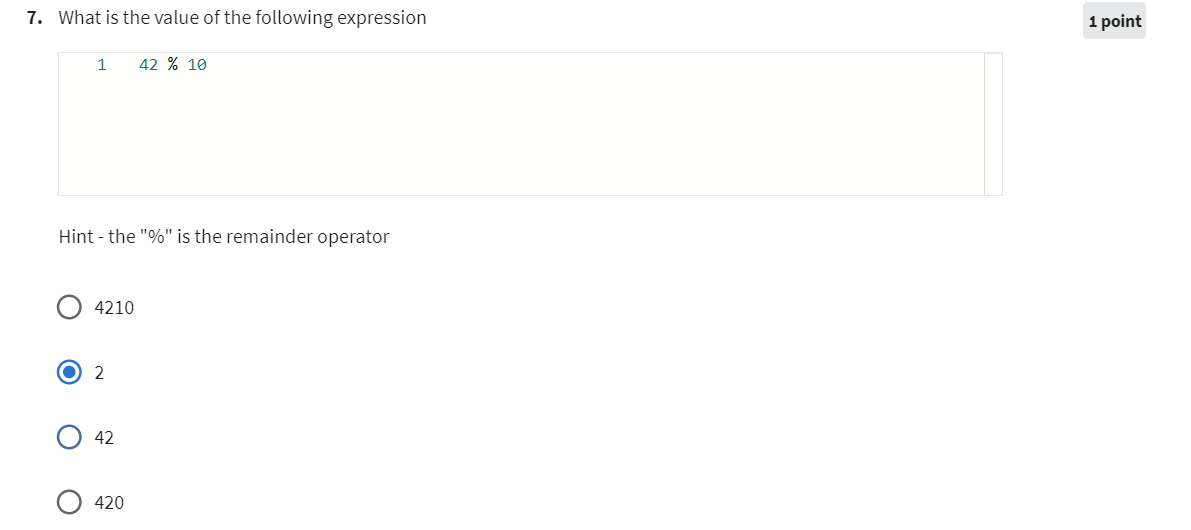 7. What is the value of the following expression
1 point
1 42 % 10
Hint - the "%" is the remainder operator
4210
2
42
420